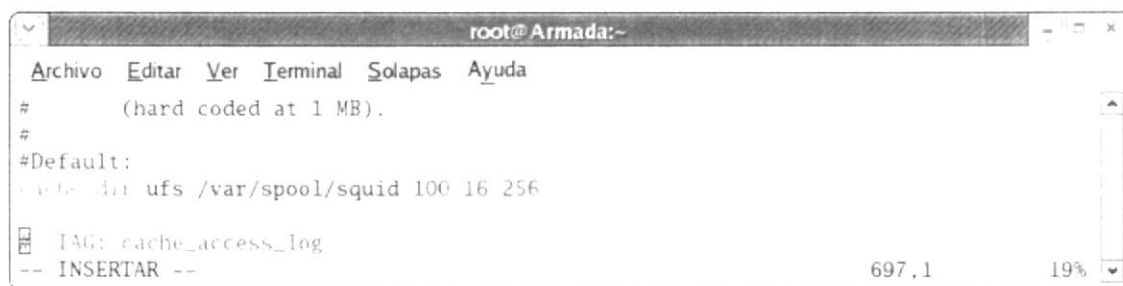 root@Armada:~
Archivo Editar Ver Terminal Solapas Ayuda
# (hard coded at 1 MB).
#
#Default:
cache_dir ufs /var/spool/squid 100 16 256
# TAG: cache_access_log
-- INSERTAR -- 697,1 19%